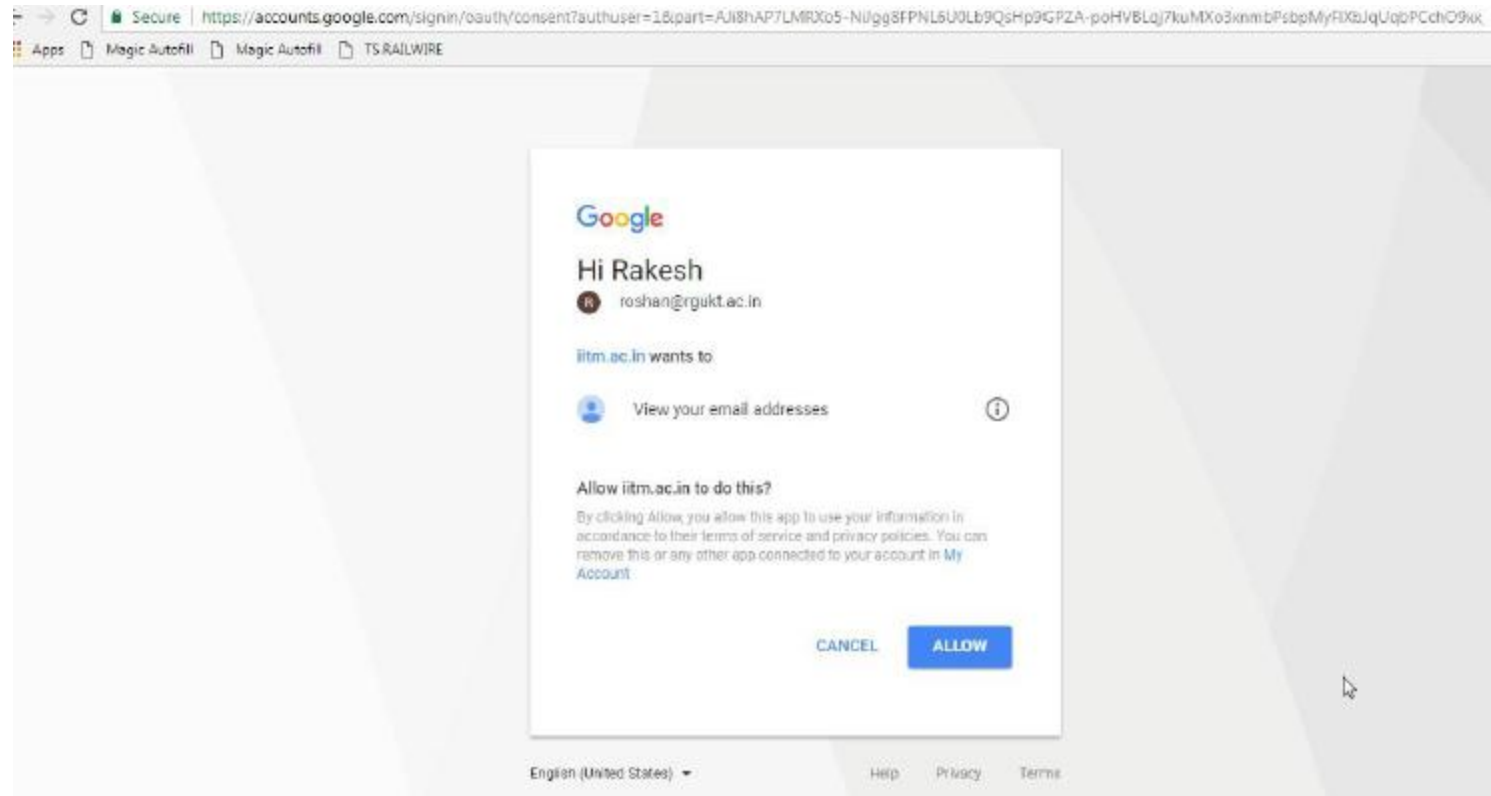 Secure | https://accounts.google.com/signin/oauth/consent?authuser=1&part=
Apps Magic Autofill Magic Autofill TS RAILWIRE
Google
Hi Rakesh
R roshan@rgukt.ac.in
iitm.ac.in wants to
View your email addresses
Allow iitm.ac.in to do this?
By clicking Allow, you allow this app to use your information in
accordance to their terms of service and privacy policies. You can
remove this or any other app connected to your account in My
Account
CANCEL ALLOW
English (United States) Help Privacy Terms